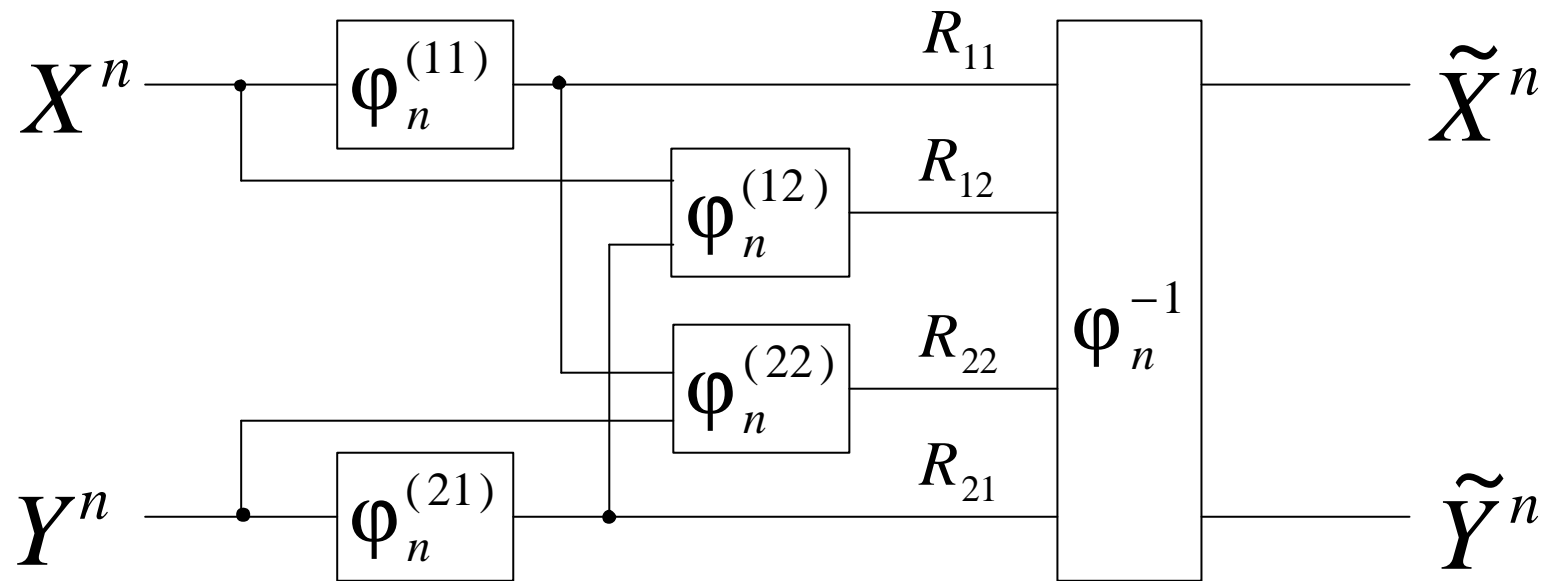 X^n
φ_n^(11)
R_11
X̃^n
R_12
φ_n^(12)
R_22
φ_n^(22)
φ_n^−1
R_21
Y^n
φ_n^(21)
Ỹ^n